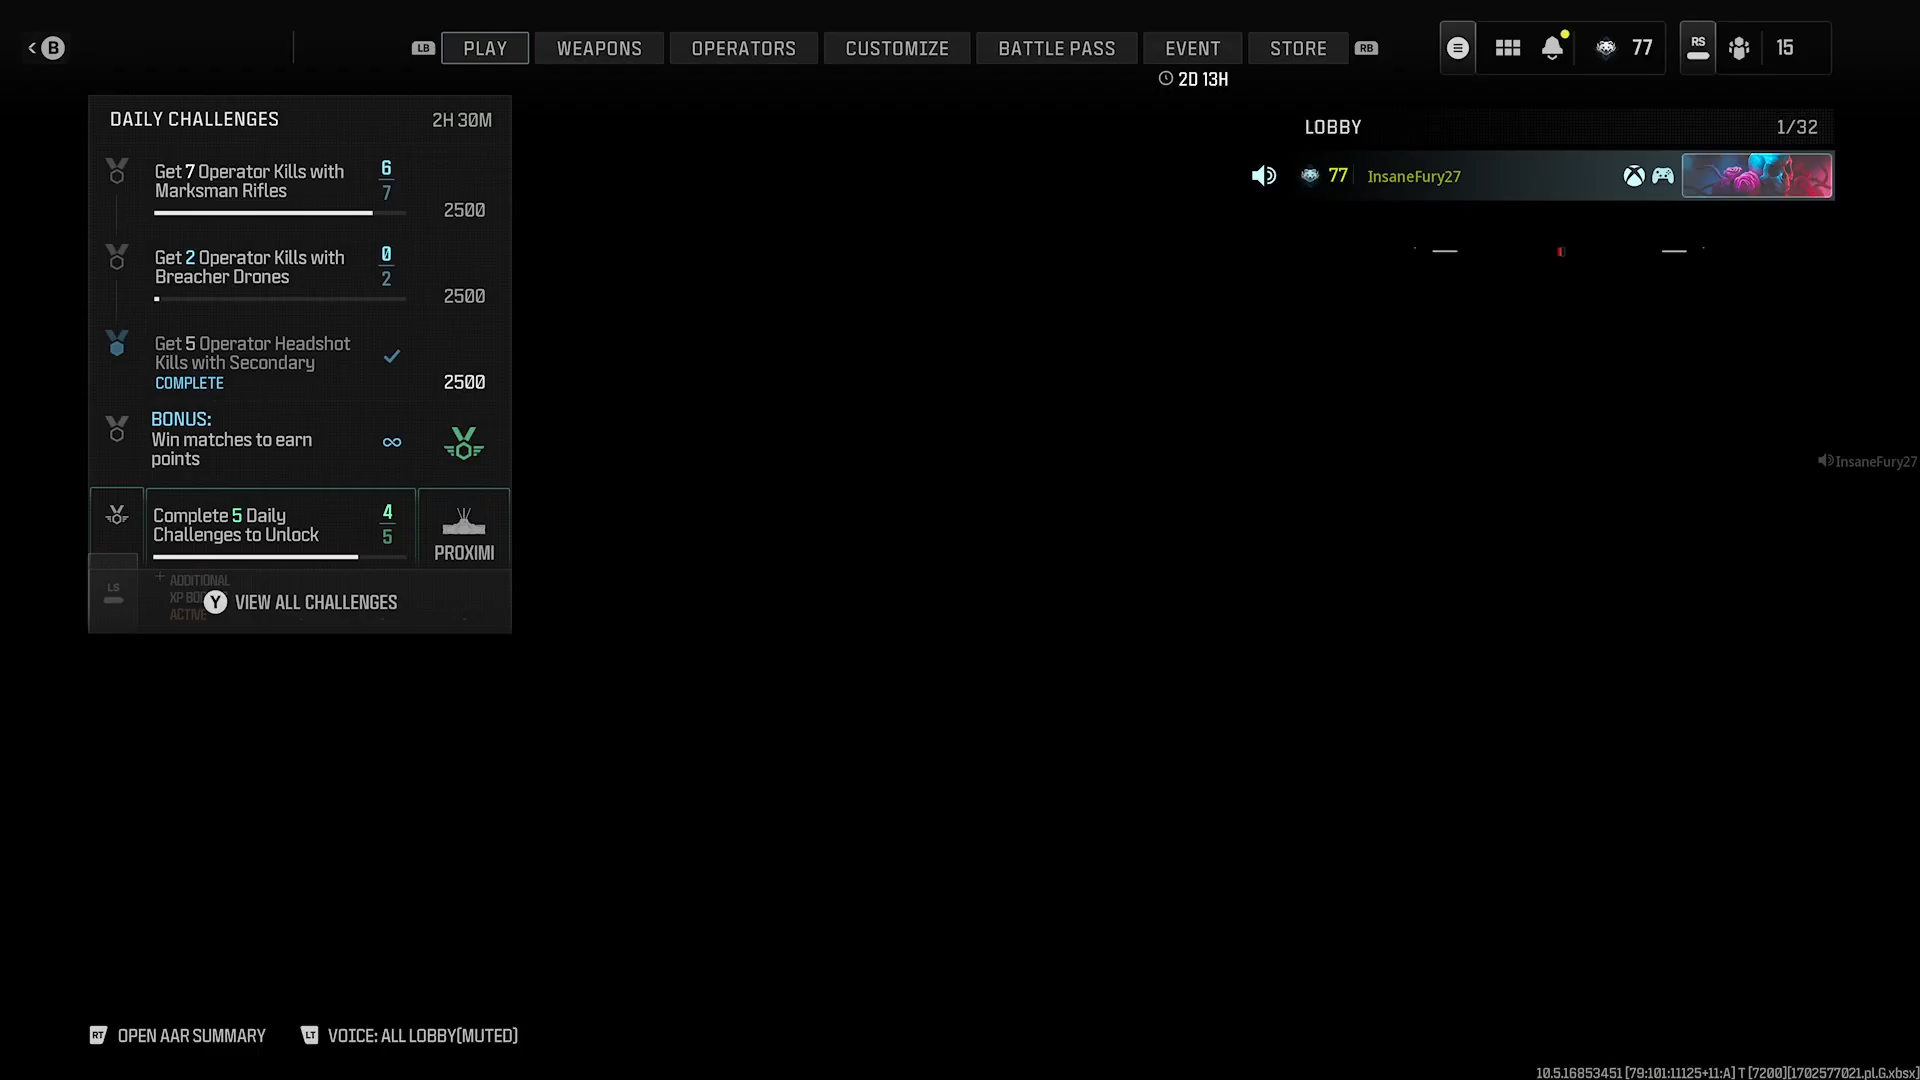 B
LB
PLAY
WEAPONS
OPERATORS
CUSTOMIZE
BATTLE PASS
EVENT
STORE
RB
77
RS
15
2D 13H
DAILY CHALLENGES
2H 30M
Get 7 Operator Kills with
Marksman Rifles
6
7
2500
Get 2 Operator Kills with
Breacher Drones
0
2
2500
Get 5 Operator Headshot
Kills with Secondary
COMPLETE
2500
BONUS:
Win matches to earn
points
Complete 5 Daily
Challenges to Unlock
4
5
PROXIMI
LS
+ ADDITIONAL
XP BO
ACTIVE
Y VIEW ALL CHALLENGES
LOBBY
1/32
77
InsaneFury27
InsaneFury27
RT OPEN AAR SUMMARY
LT VOICE: ALL LOBBY(MUTED)
10.5.16853451 [79:101:11125+11:A] T [7200][1702577021.pl.G.xbsx]